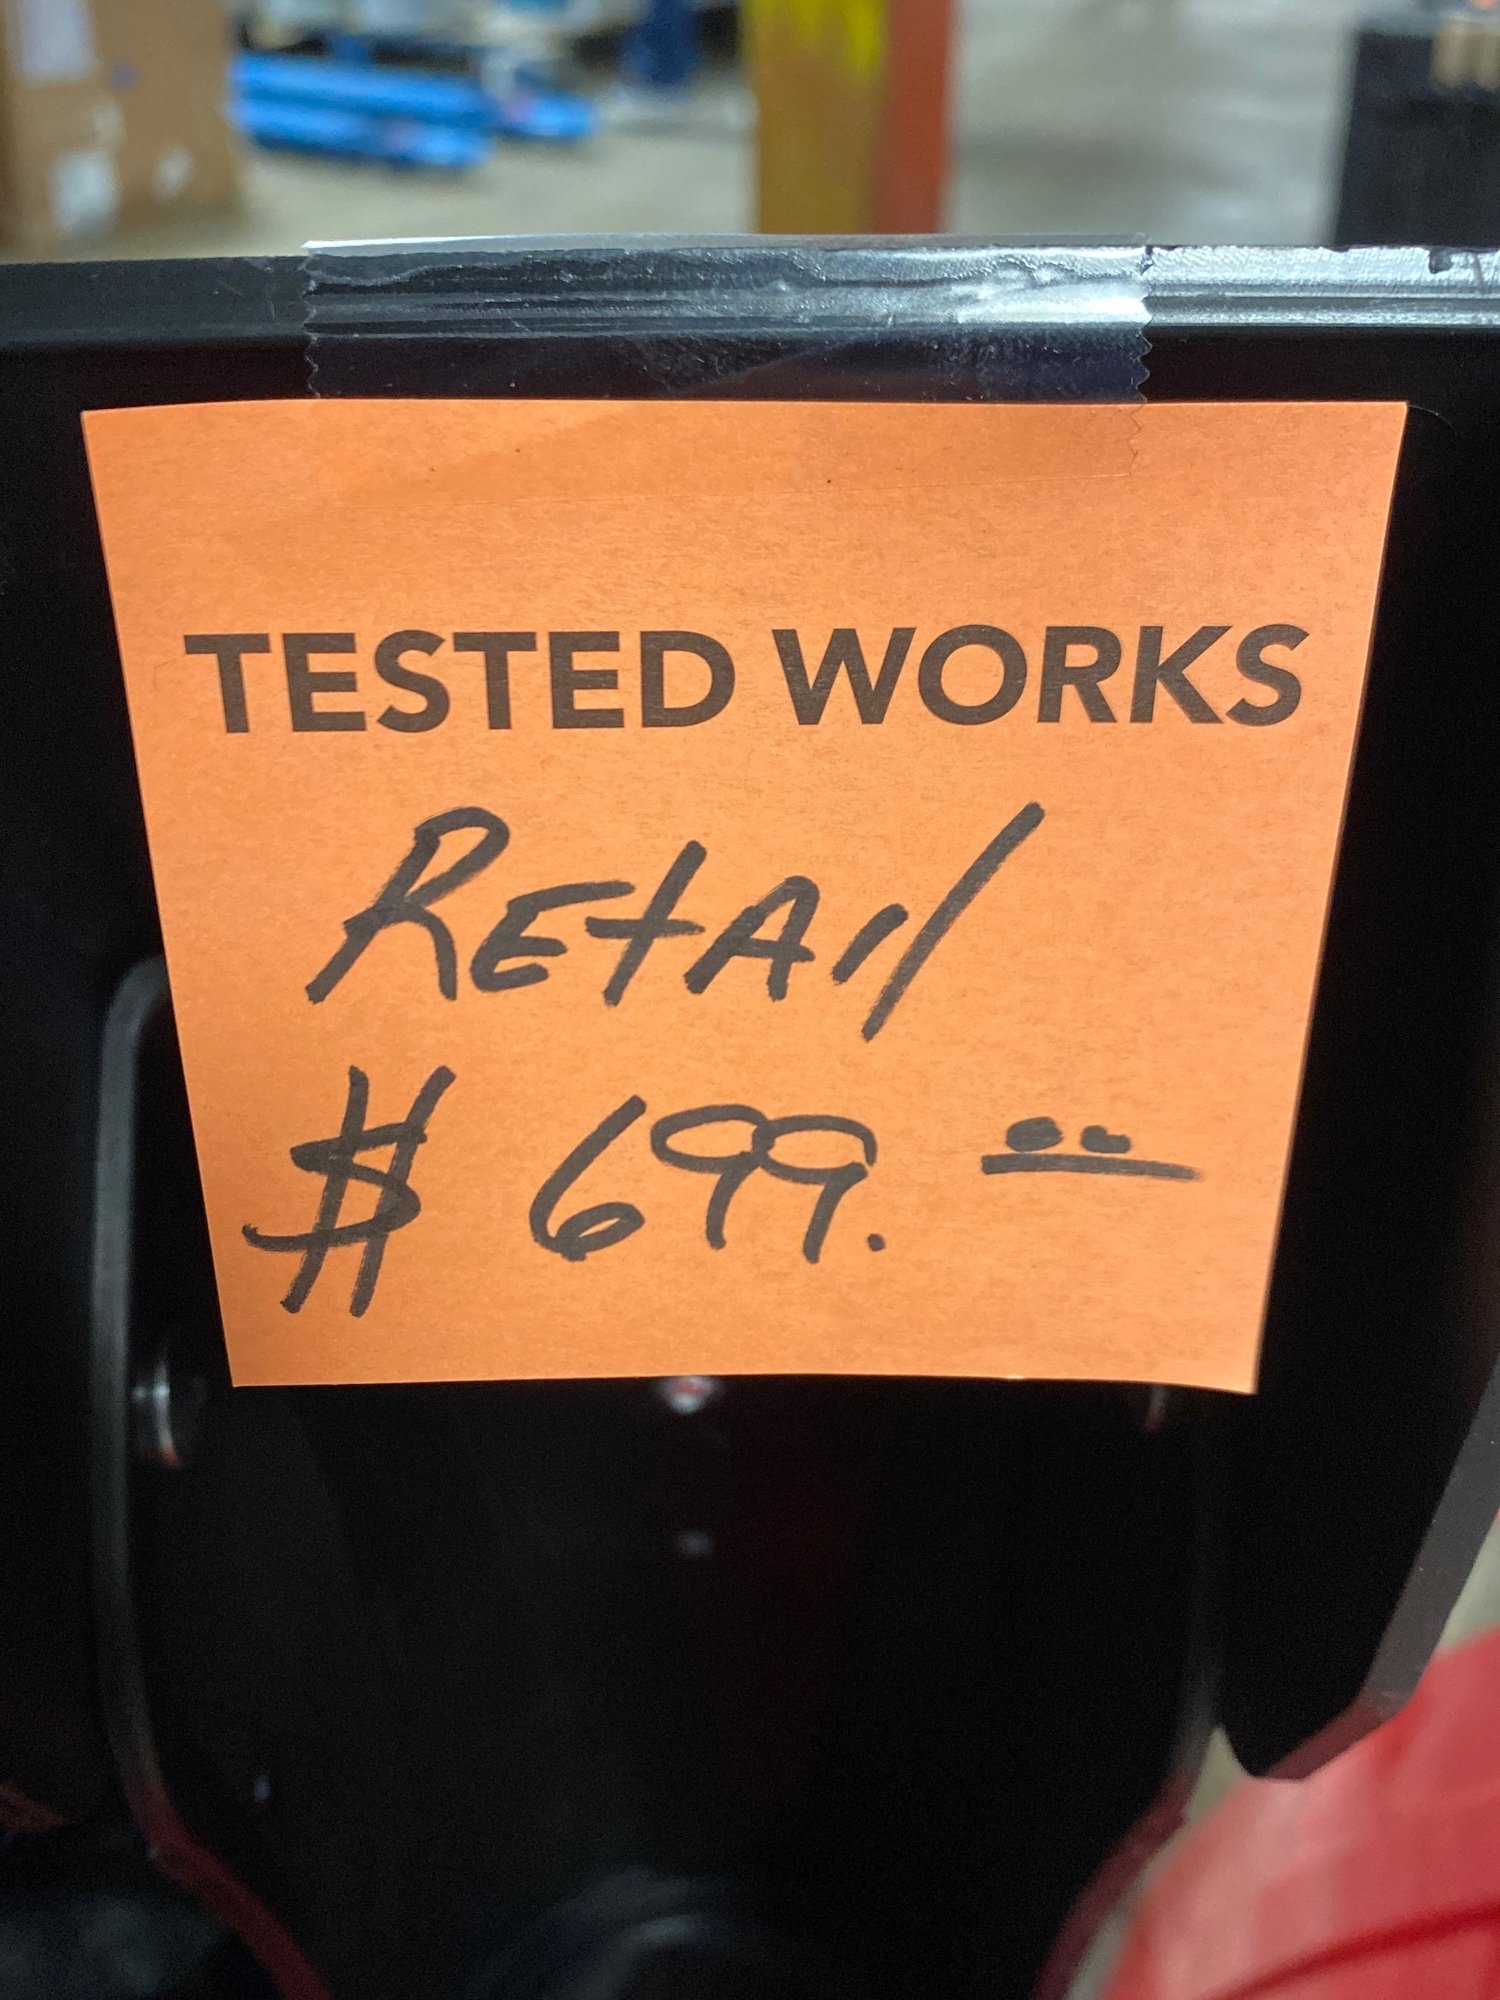 TESTED WORKS
RETAIL
$ 699.00